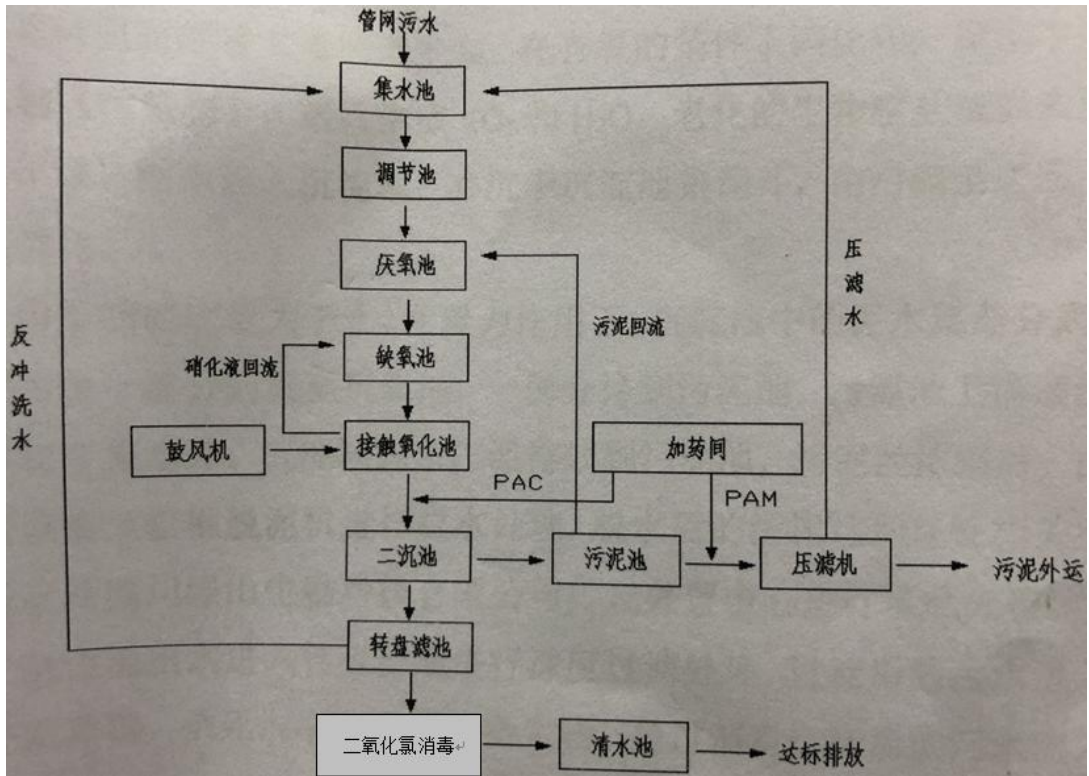 管网污水
集水池
调节池
厌氧池
压滤水
污泥回流
反冲洗水
缺氧池
硝化液回流
鼓风机
接触氧化池
加药间
PAC
PAM
二沉池
污泥池
压滤机
污泥外运
转盘滤池
二氧化氯消毒
清水池
达标排放